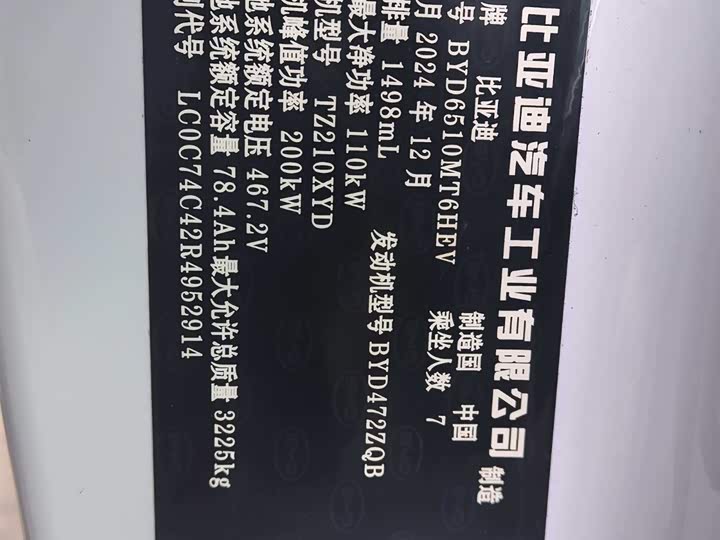 比亚迪汽车工业有限公司 制造
牌 比亚迪 制造国 中国
号 BYD6510MT6HEV 乘坐人数 7
月 2024 年 12 月
排量 1498mL 发动机型号 BYD472ZQB
最大净功率 110kW
机型号 TZ210XYD
机峰值功率 200kW
池系统额定电压 467.2V
池系统额定容量 78.4Ah 最大允许总质量 3225kg
别代号 LC0C74C42R4952914